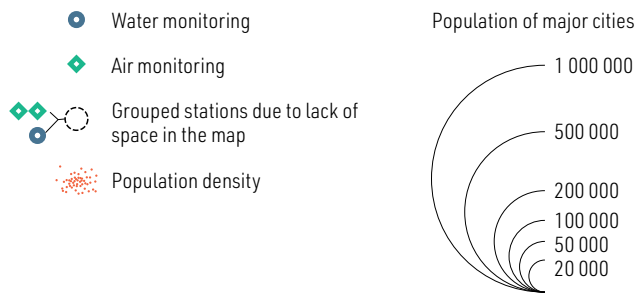 Water monitoring
Air monitoring
Grouped stations due to lack of
space in the map
Population density
Population of major cities
1 000 000
500 000
200 000
100 000
50 000
20 000